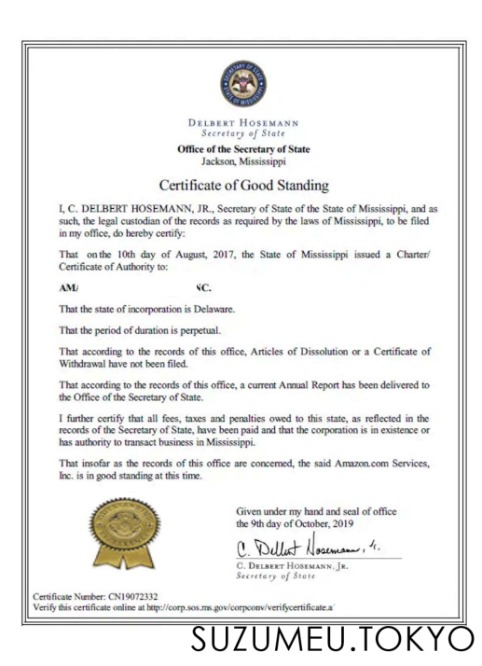 DELBERT HOSEMANN
Secretary of State
Office of the Secretary of State
Jackson, Mississippi
Certificate of Good Standing
I, C. DELBERT HOSEMANN, JR., Secretary of State of the State of Mississippi, and as
such, the legal custodian of the records as required by the laws of Mississippi, to be filed
in my office, do hereby certify:
That on the 10th day of August, 2017, the State of Mississippi issued a Charter/
Certificate of Authority to:
That the state of incorporation is Delaware.
That the period of duration is perpetual.
That according to the records of this office, Articles of Dissolution or a Certificate of
Withdrawal have not been filed.
That according to the records of this office, a current Annual Report has been delivered to
the Office of the Secretary of State.
I further certify that all fees, taxes and penalties owed to this state, as reflected in the
records of the Secretary of State, have been paid and that the corporation is in existence or
has authority to transact business in Mississippi.
That insofar as the records of this office are concerned, the said Amazon.com Services,
Inc. is in good standing at this time.
Given under my hand and seal of office
the 9th day of October, 2019
C. Delbert Hosemann, Jr.
C. DELBERT HOSEMANN, JR.
Secretary of State
Certificate Number: CN19072332
Verify this certificate online at http://corp.sos.ms.gov/corpconv/verifycertificate.a
SUZUMEU.TOKYO